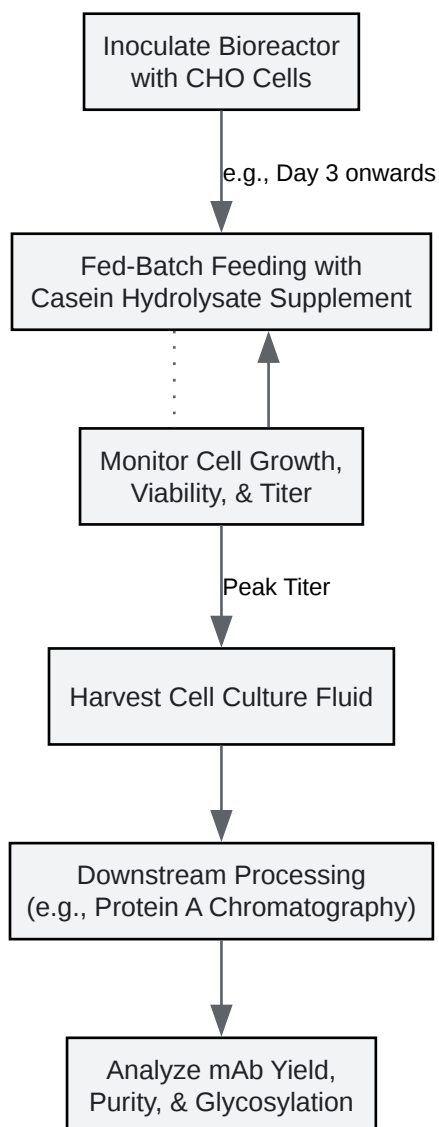 Inoculate Bioreactor
with CHO Cells
e.g., Day 3 onwards
Fed-Batch Feeding with
Casein Hydrolysate Supplement
Monitor Cell Growth,
Viability, & Titer
Peak Titer
Harvest Cell Culture Fluid
Downstream Processing
(e.g., Protein A Chromatography)
Analyze mAb Yield,
Purity, & Glycosylation